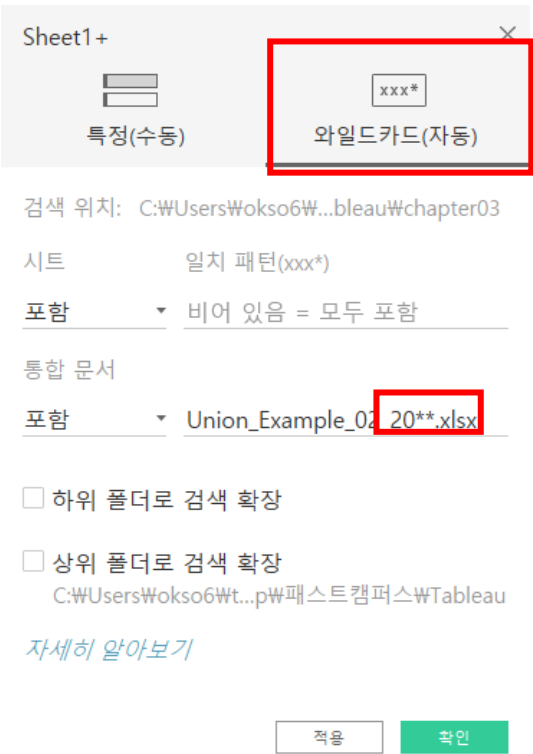 Sheet1+
xxx*
특정(수동)
와일드카드(자동)
검색 위치: C:₩Users₩okso6₩...bleau₩chapter03
시트 일치 패턴(xxx*)
포함 비어 있음 = 모두 포함
통합 문서
포함 Union_Example_02_20**.xlsx
하위 폴더로 검색 확장
상위 폴더로 검색 확장
C:₩Users₩okso6₩t...p₩패스트캠퍼스₩Tableau
자세히 알아보기
적용 확인